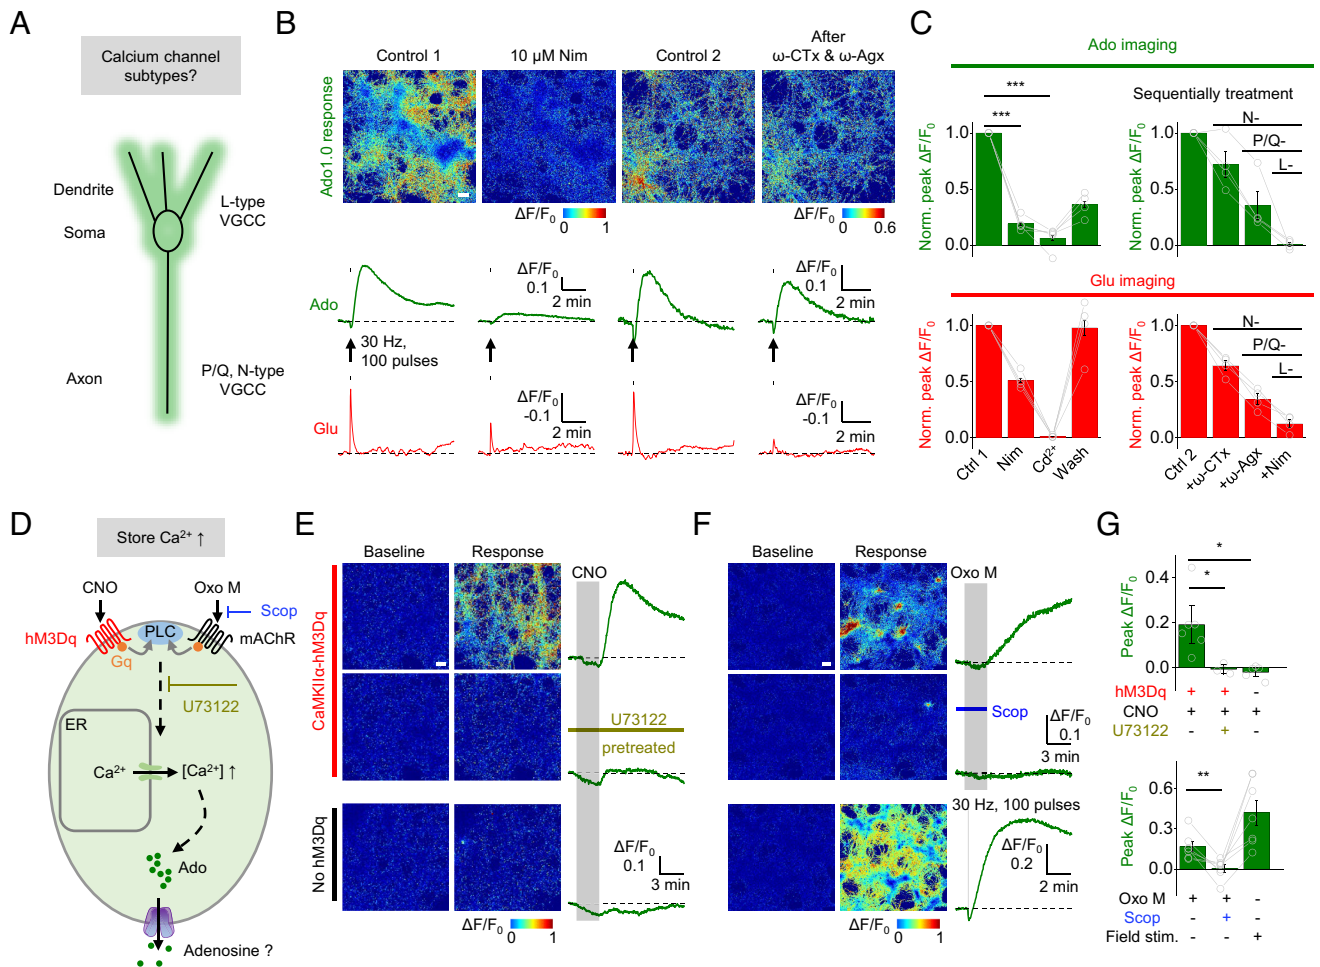 A
Calcium channel
subtypes?
Dendrite
Soma
Axon
L-type
VGCC
P/Q, N-type
VGCC
B
Control 1
10 µM Nim
Control 2
After
ω-CTx & ω-Agx
Ado1.0 response
ΔF/F0
0 1
ΔF/F0
0 0.6
Ado
ΔF/F0
0.1
2 min
ΔF/F0
0.1
2 min
30 Hz,
100 pulses
Glu
ΔF/F0
-0.1
2 min
ΔF/F0
-0.1
2 min
C
Ado imaging
Norm. peak ΔF/F0
1.0
0.5
0.0
***
***
Sequentially treatment
Norm. peak ΔF/F0
1.0
0.5
0.0
N-
P/Q-
L-
Glu imaging
Norm. peak ΔF/F0
1.0
0.5
0.0
Ctrl 1
Nim
Cd2+
Wash
Norm. peak ΔF/F0
1.0
0.5
0.0
N-
P/Q-
L-
Ctrl 2
+ω-CTx
+ω-Agx
+Nim
D
Store Ca2+ ↑
CNO
Oxo M
Scop
hM3Dq
PLC
mAChR
Gq
U73122
ER
Ca2+
[Ca2+] ↑
Ado
Adenosine ?
E
Baseline
Response
CNO
CaMKIIα-hM3Dq
U73122
pretreated
No hM3Dq
ΔF/F0
0.1
3 min
ΔF/F0
0 1
F
Baseline
Response
Oxo M
Scop
ΔF/F0
0.1
3 min
30 Hz, 100 pulses
ΔF/F0
0.2
2 min
ΔF/F0
0 1
G
Peak ΔF/F0
0.4
0.2
0.0
*
*
hM3Dq + + -
CNO + + +
U73122 - + -
Peak ΔF/F0
0.6
0.3
0.0
**
Oxo M + + -
Scop - + -
Field stim. - - +